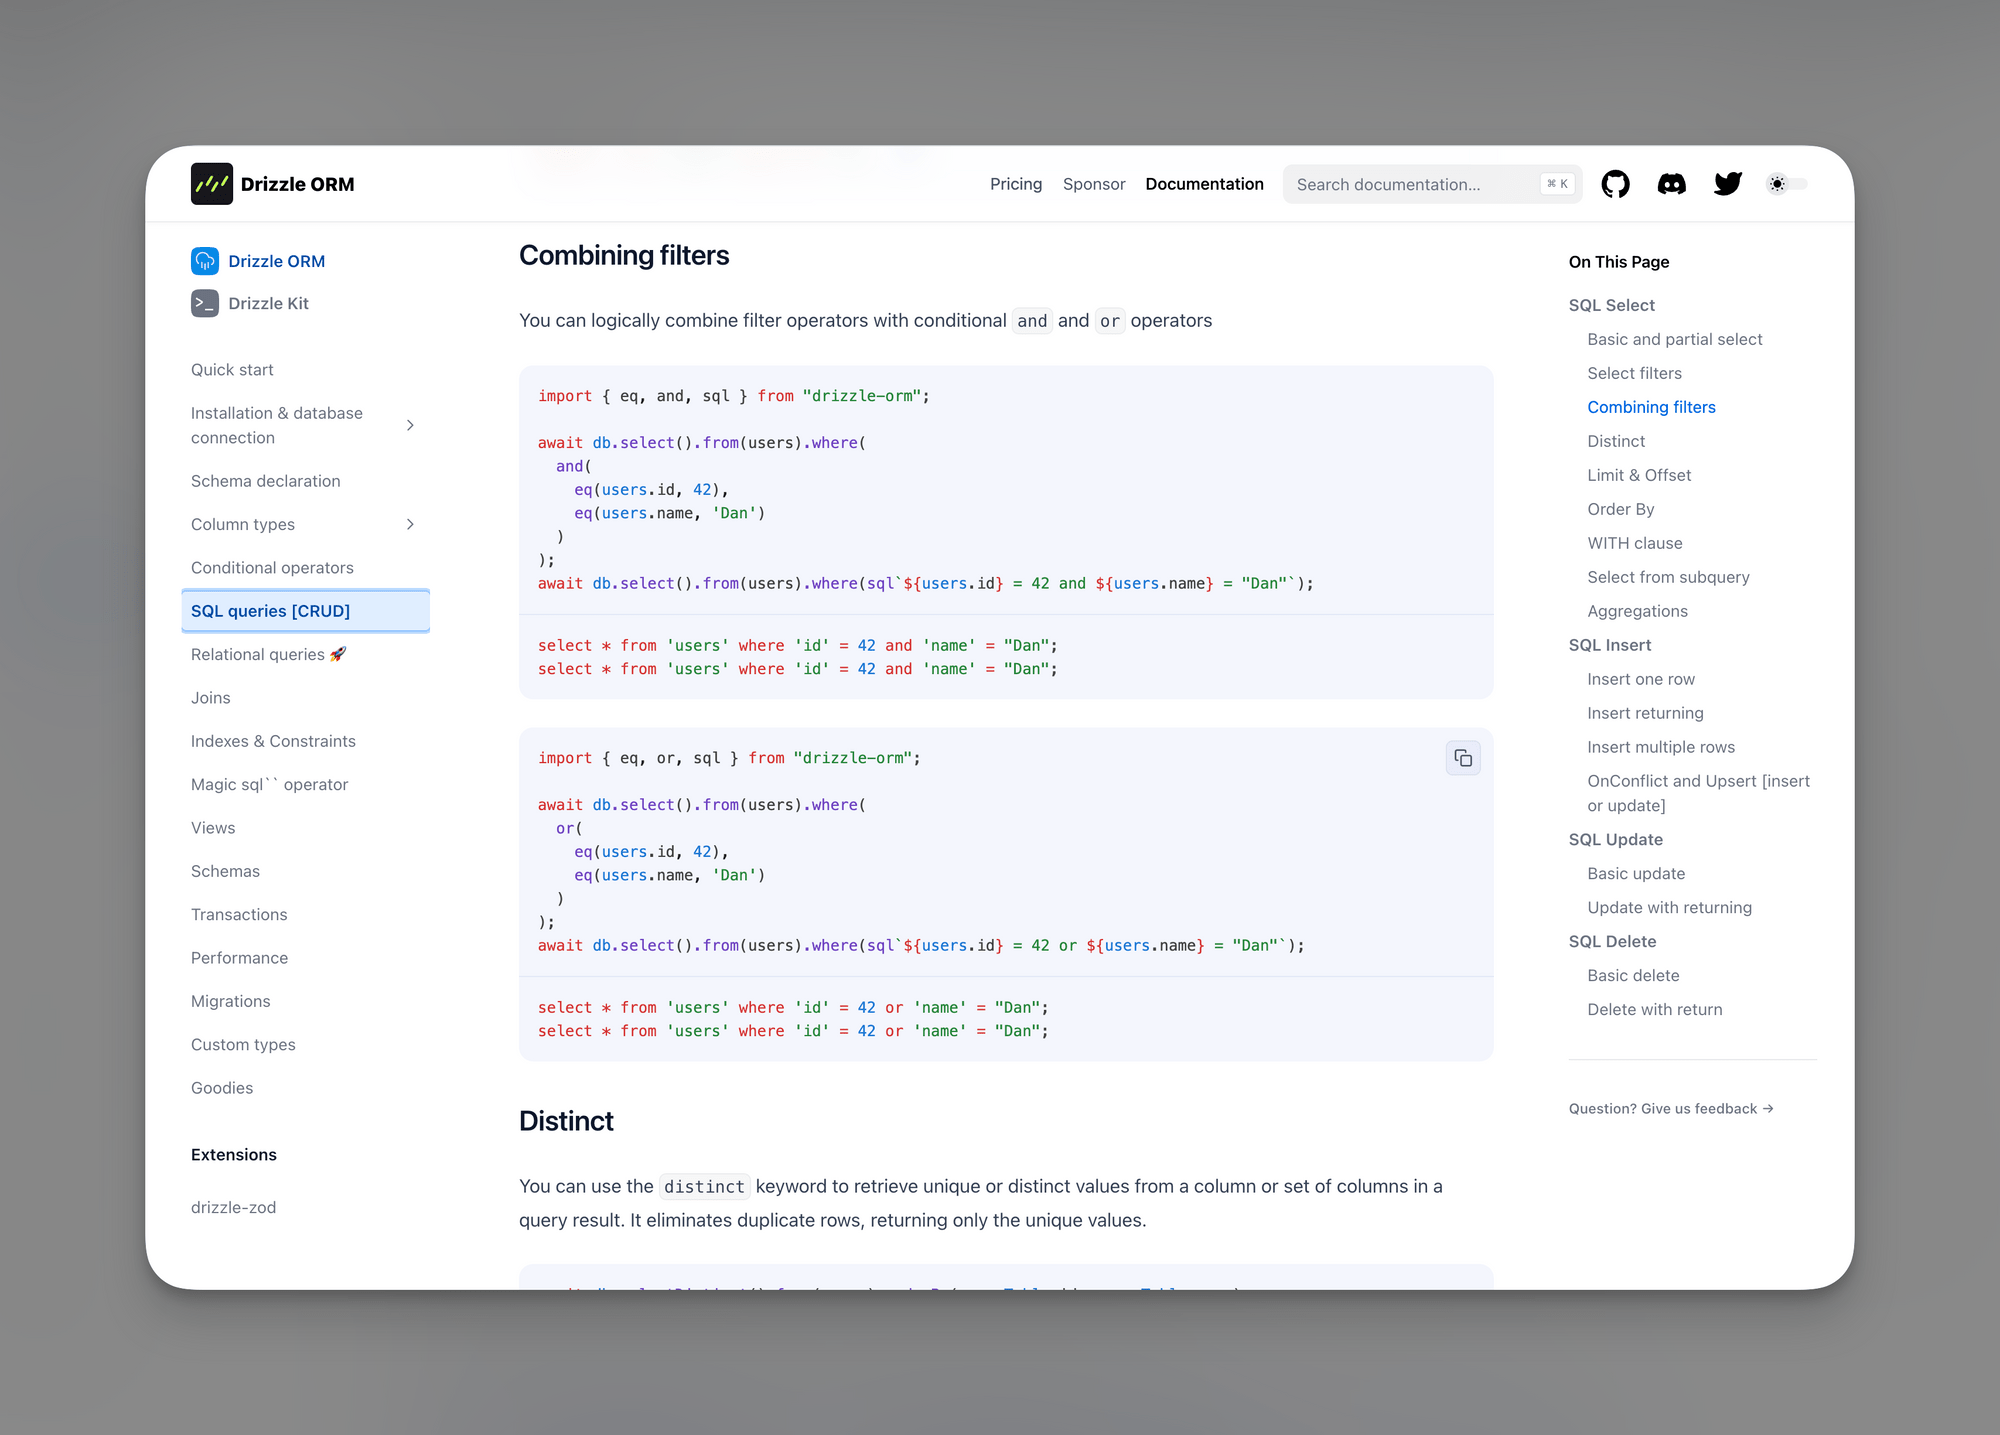 Drizzle ORM
Pricing
Sponsor
Documentation
Search documentation...
⌘ K
Drizzle ORM
Drizzle Kit
Quick start
Installation & database
connection
Schema declaration
Column types
Conditional operators
SQL queries [CRUD]
Relational queries 🚀
Joins
Indexes & Constraints
Magic sql`` operator
Views
Schemas
Transactions
Performance
Migrations
Custom types
Goodies
Extensions
drizzle-zod
Combining filters
You can logically combine filter operators with conditional and and or operators
import { eq, and, sql } from "drizzle-orm";
await db.select().from(users).where(
  and(
    eq(users.id, 42),
    eq(users.name, 'Dan')
  )
);
await db.select().from(users).where(sql`${users.id} = 42 and ${users.name} = "Dan"`);
select * from 'users' where 'id' = 42 and 'name' = "Dan";
select * from 'users' where 'id' = 42 and 'name' = "Dan";
import { eq, or, sql } from "drizzle-orm";
await db.select().from(users).where(
  or(
    eq(users.id, 42),
    eq(users.name, 'Dan')
  )
);
await db.select().from(users).where(sql`${users.id} = 42 or ${users.name} = "Dan"`);
select * from 'users' where 'id' = 42 or 'name' = "Dan";
select * from 'users' where 'id' = 42 or 'name' = "Dan";
Distinct
You can use the distinct keyword to retrieve unique or distinct values from a column or set of columns in a
query result. It eliminates duplicate rows, returning only the unique values.
On This Page
SQL Select
Basic and partial select
Select filters
Combining filters
Distinct
Limit & Offset
Order By
WITH clause
Select from subquery
Aggregations
SQL Insert
Insert one row
Insert returning
Insert multiple rows
OnConflict and Upsert [insert
or update]
SQL Update
Basic update
Update with returning
SQL Delete
Basic delete
Delete with return
Question? Give us feedback →